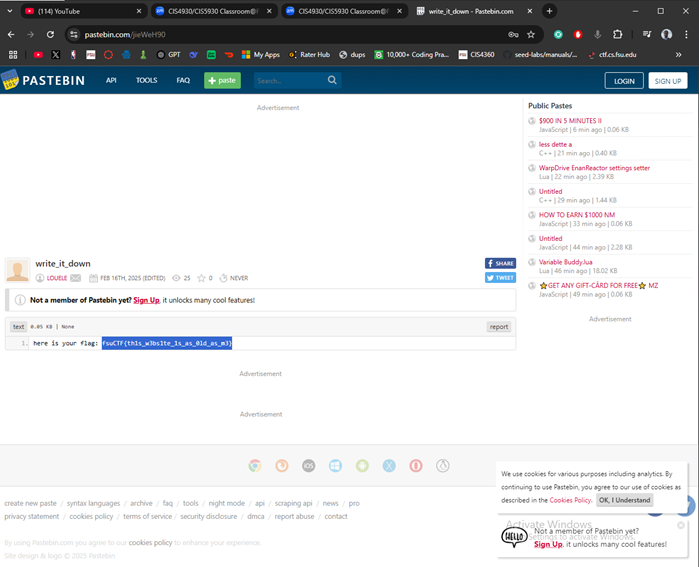 (114) YouTube
CIS4930/CIS5930 Classroom@F
CIS4930/CIS5930 Classroom@F
write_it_down - Pastebin.com
pastebin.com/jieWeH90
GPT
My Apps
Rater Hub
dups
10,000+ Coding Pra...
CIS4360
seed-labs/manuals/...
ctf.cs.fsu.edu
PASTEBIN
API
TOOLS
FAQ
+ paste
Search...
LOGIN
SIGN UP
Advertisement
Public Pastes
$900 IN 5 MINUTES II
JavaScript | 6 min ago | 0.06 KB
less dette a
C++ | 21 min ago | 0.40 KB
WarpDrive EnanReactor settings setter
Lua | 22 min ago | 2.39 KB
Untitled
C++ | 29 min ago | 1.44 KB
HOW TO EARN $1000 NM
JavaScript | 33 min ago | 0.06 KB
Untitled
JavaScript | 44 min ago | 2.28 KB
Variable Buddy.lua
Lua | 46 min ago | 18.02 KB
⭐GET ANY GIFT-CÂRD FOR FREE⭐ MZ
JavaScript | 49 min ago | 0.06 KB
Advertisement
write_it_down
SHARE
TWEET
LOUELE
FEB 16TH, 2025 (EDITED)
25
0
NEVER
Not a member of Pastebin yet? Sign Up, it unlocks many cool features!
text
0.05 KB | None
report
1. here is your flag: fsuCTF{th1s_w3bs1te_1s_as_0ld_as_m3}
Advertisement
Advertisement
iOS
We use cookies for various purposes including analytics. By
continuing to use Pastebin, you agree to our use of cookies as
described in the Cookies Policy. OK, I Understand
create new paste / syntax languages / archive / faq / tools / night mode / api / scraping api / news / pro
privacy statement / cookies policy / terms of service / security disclosure / dmca / report abuse / contact
By using Pastebin.com you agree to our cookies policy to enhance your experience.
Site design & logo © 2025 Pastebin
Activate Windows
Settings to activate Windows.
HELLO
Not a member of Pastebin yet?
Sign Up, it unlocks many cool features!